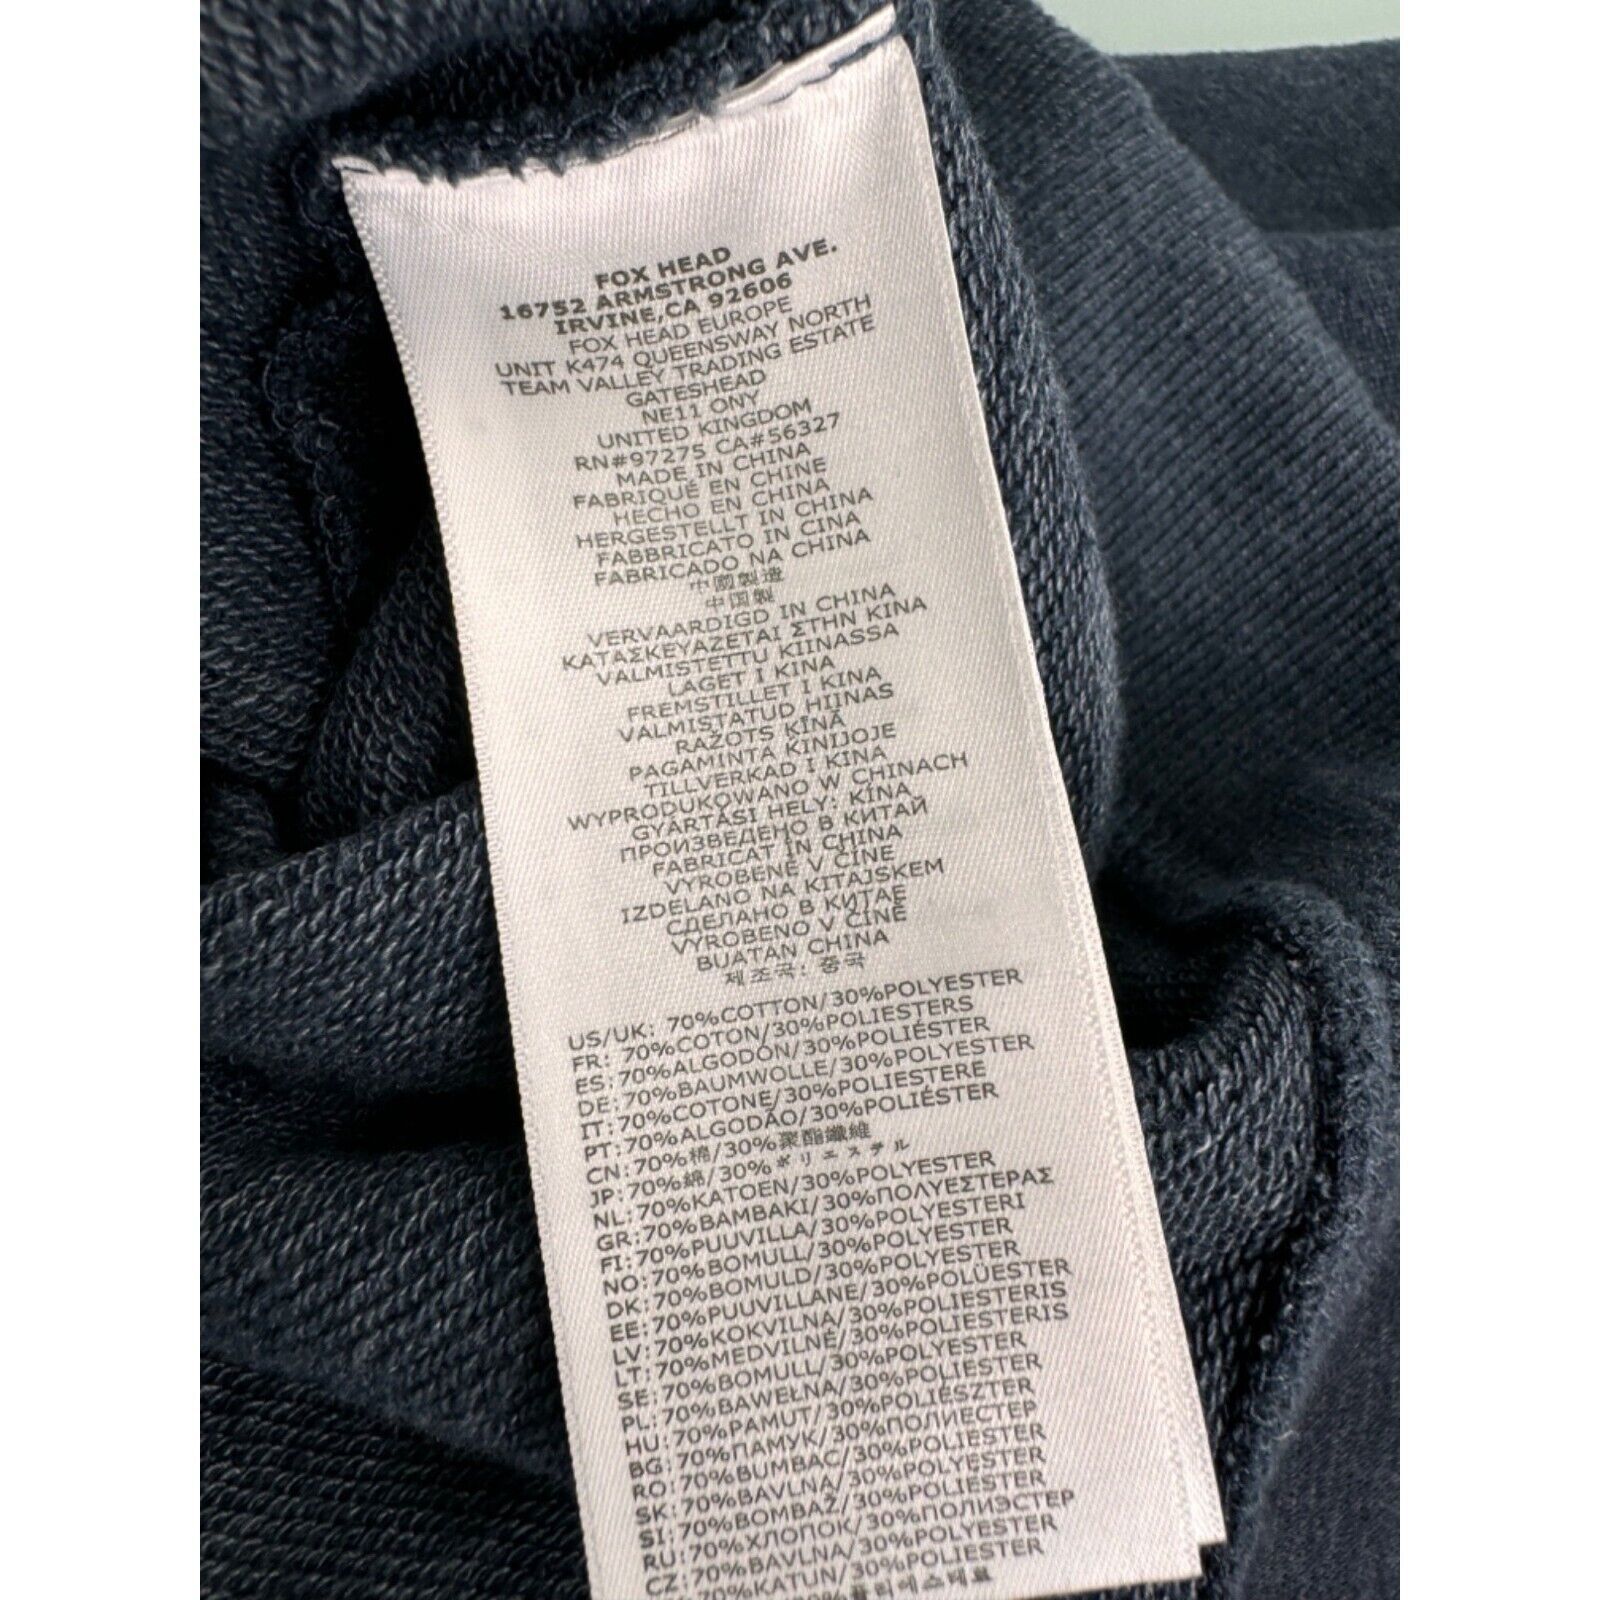 FOX HEAD
16752 ARMSTRONG AVE.
IRVINE,CA 92606
FOX HEAD EUROPE
UNIT K474 QUEENSWAY NORTH
TEAM VALLEY TRADING ESTATE
GATESHEAD
NE11 ONY
UNITED KINGDOM
RN#97275 CA#56327
MADE IN CHINA
FABRIQUÉ EN CHINE
HECHO EN CHINA
HERGESTELLT IN CHINA
FABBRICATO IN CINA
FABRICADO NA CHINA
中國製造
中国製
VERVAARDIGD IN CHINA
ΚΑΤΑΣΚΕΥΑΖΕΤΑΙ ΣΤΗΝ ΚΙΝΑ
VALMISTETTU KIINASSA
LAGET I KINA
FREMSTILLET I KINA
VALMISTATUD HIINAS
RAŽOTS ĶĪNĀ
PAGAMINTA KINIJOJE
TILLVERKAD I KINA
WYPRODUKOWANO W CHINACH
GYÁRTÁSI HELY: KÍNA
ПРОИЗВЕДЕНО В КИТАЙ
FABRICAT ÎN CHINA
VYROBENÉ V ČÍNE
IZDELANO NA KITAJSKEM
СДЕЛАНО В КИТАЕ
VYROBENO V ČÍNĚ
BUATAN CHINA
제조국: 중국
US/UK: 70%COTTON/30%POLYESTER
FR: 70%COTON/30%POLIESTERS
ES:70%ALGODÓN/30%POLIÉSTER
DE:70%BAUMWOLLE/30%POLYESTER
IT:70%COTONE/30%POLIESTERE
PT:70%ALGODÃO/30%POLIÉSTER
CN:70%棉/30%聚酯纖維
JP:70%綿/30%ポリエステル
NL:70%KATOEN/30%POLYESTER
GR:70%ΒΑΜΒΑΚΙ/30%ΠΟΛΥΕΣΤΕΡΑΣ
FI:70%PUUVILLA/30%POLYESTERI
NO:70%BOMULL/30%POLYESTER
DK:70%BOMULD/30%POLYESTER
EE:70%PUUVILLANE/30%POLÜESTER
LV:70%KOKVILNA/30%POLIESTERIS
LT:70%MEDVILNĖ/30%POLIESTERIS
SE:70%BOMULL/30%POLYESTER
PL:70%BAWEŁNA/30%POLIESTER
HU:70%PAMUT/30%POLIÉSZTER
BG:70%ПАМУК/30%ПОЛИЕСТЕР
RO:70%BUMBAC/30%POLIESTER
SK:70%BAVLNA/30%POLYESTER
SI:70%BOMBAŽ/30%POLIESTER
RU:70%ХЛОПОК/30%ПОЛИЭСТЕР
CZ:70%BAVLNA/30%POLYESTER
70%KATUN/30%POLIESTER